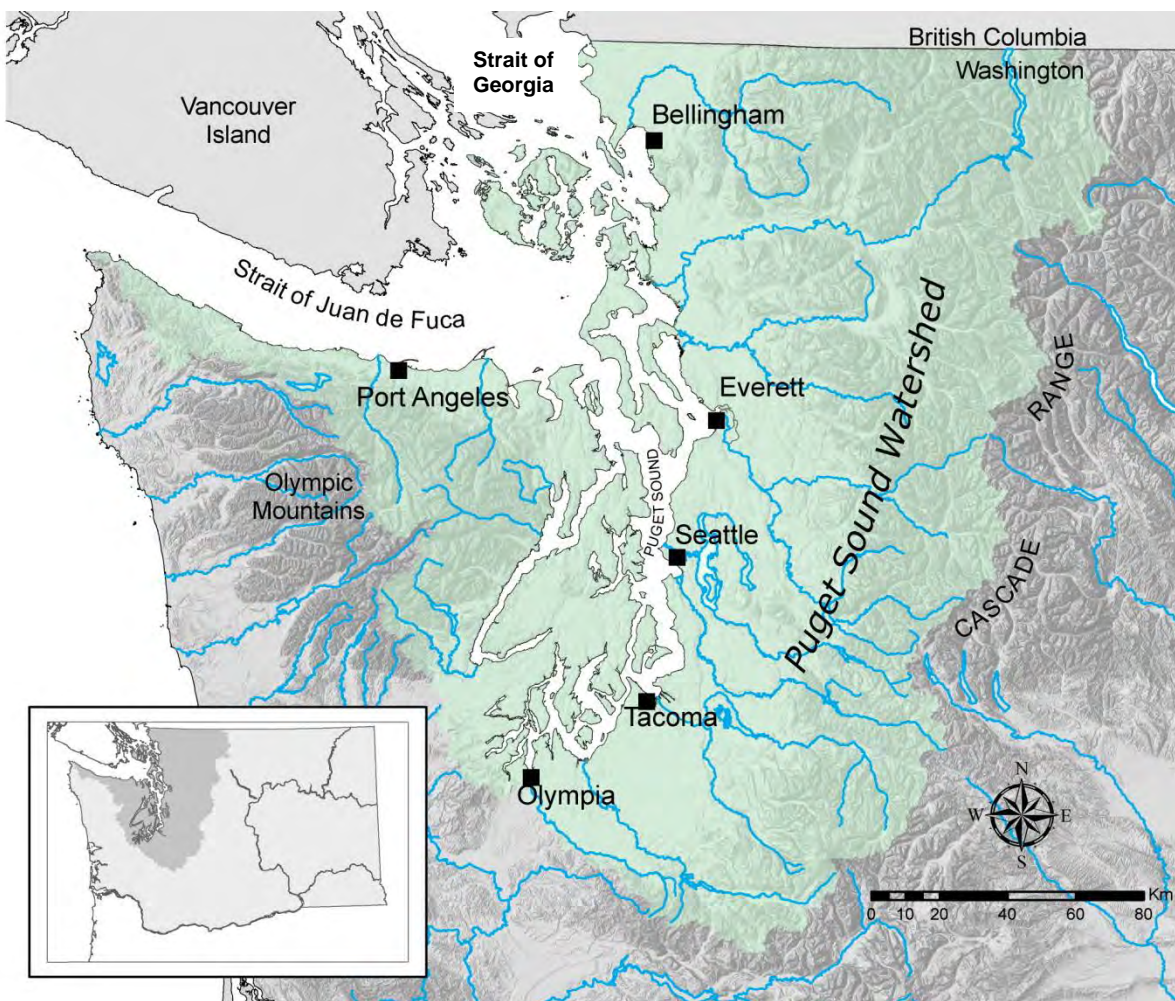 Strait of
Georgia
British Columbia
Washington
Vancouver
Island
Bellingham
Strait of Juan de Fuca
Port Angeles
Everett
RANGE
Puget Sound Watershed
Olympic
Mountains
PUGET SOUND
Seattle
CASCADE
Tacoma
Olympia
N
W
E
S
Km
0 10 20 40 60 80